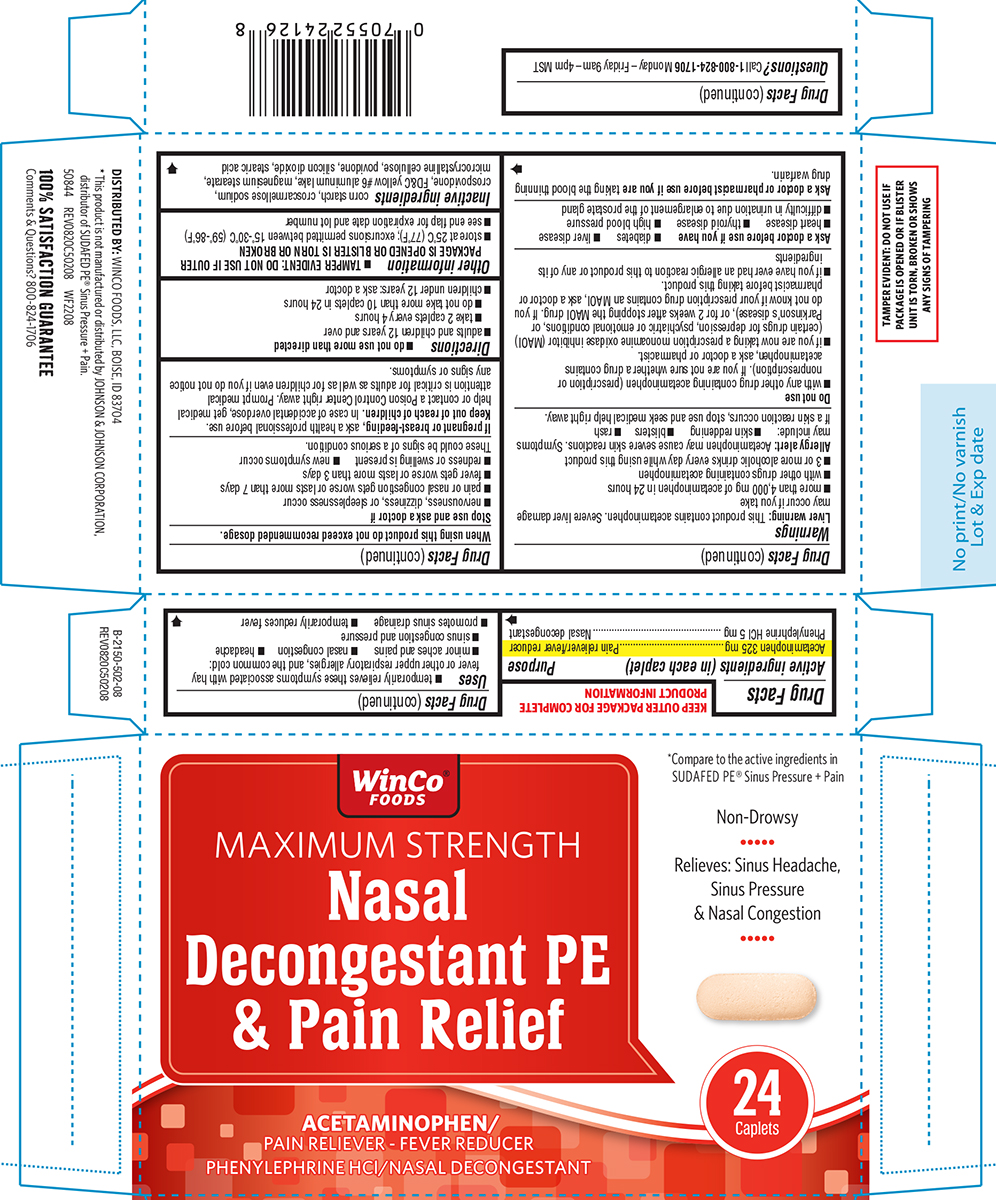 WinCo®
FOODS
MAXIMUM STRENGTH
Nasal
Decongestant PE
& Pain Relief
ACETAMINOPHEN/
PAIN RELIEVER - FEVER REDUCER
PHENYLEPHRINE HCl/NASAL DECONGESTANT
*Compare to the active ingredients in
SUDAFED PE® Sinus Pressure + Pain
Non-Drowsy
Relieves: Sinus Headache,
Sinus Pressure
& Nasal Congestion
24
Caplets
KEEP OUTER PACKAGE FOR COMPLETE
PRODUCT INFORMATION
Drug Facts
Active ingredients (in each caplet) Purpose
Acetaminophen 325 mg ........ Pain reliever/fever reducer
Phenylephrine HCl 5 mg ........ Nasal decongestant
Drug Facts (continued)
Uses ■ temporarily relieves these symptoms associated with hay
fever or other upper respiratory allergies, and the common cold:
■ minor aches and pains ■ nasal congestion ■ headache
■ sinus congestion and pressure
■ promotes sinus drainage ■ temporarily reduces fever
B-2150-502-08
REV0820C50208
Drug Facts (continued)
Warnings
Liver warning: This product contains acetaminophen. Severe liver damage
may occur if you take
■ more than 4,000 mg of acetaminophen in 24 hours
■ with other drugs containing acetaminophen
■ 3 or more alcoholic drinks every day while using this product
Allergy alert: Acetaminophen may cause severe skin reactions. Symptoms
may include: ■ skin reddening ■ blisters ■ rash
If a skin reaction occurs, stop use and seek medical help right away.
Do not use
■ with any other drug containing acetaminophen (prescription or
nonprescription). If you are not sure whether a drug contains
acetaminophen, ask a doctor or pharmacist.
■ if you are now taking a prescription monoamine oxidase inhibitor (MAOI)
(certain drugs for depression, psychiatric or emotional conditions, or
Parkinson's disease), or for 2 weeks after stopping the MAOI drug. If you
do not know if your prescription drug contains an MAOI, ask a doctor or
pharmacist before taking this product.
■ if you have ever had an allergic reaction to this product or any of its
ingredients
Ask a doctor before use if you have ■ diabetes ■ liver disease
■ heart disease ■ thyroid disease ■ high blood pressure
■ difficulty in urination due to enlargement of the prostate gland
Ask a doctor or pharmacist before use if you are taking the blood thinning
drug warfarin.
Drug Facts (continued)
When using this product do not exceed recommended dosage.
Stop use and ask a doctor if
■ nervousness, dizziness, or sleeplessness occur
■ pain or nasal congestion gets worse or lasts more than 7 days
■ fever gets worse or lasts more than 3 days
■ redness or swelling is present ■ new symptoms occur
These could be signs of a serious condition.
If pregnant or breast-feeding, ask a health professional before use.
Keep out of reach of children. In case of accidental overdose, get medical
help or contact a Poison Control Center right away. Prompt medical
attention is critical for adults as well as for children even if you do not notice
any signs or symptoms.
Directions ■ do not use more than directed
■ adults and children 12 years and over
■ take 2 caplets every 4 hours
■ do not take more than 10 caplets in 24 hours
■ children under 12 years: ask a doctor
Other information ■ TAMPER EVIDENT: DO NOT USE IF OUTER
PACKAGE IS OPENED OR BLISTER IS TORN OR BROKEN
■ store at 25°C (77°F); excursions permitted between 15°-30°C (59°-86°F)
■ see end flap for expiration date and lot number
Inactive ingredients corn starch, croscarmellose sodium,
crospovidone, FD&C yellow #6 aluminum lake, magnesium stearate,
microcrystalline cellulose, povidone, silicon dioxide, stearic acid
Drug Facts (continued)
Questions? Call 1-800-824-1706 Monday – Friday 9am – 4pm MST
0 70552 24126 8
TAMPER EVIDENT: DO NOT USE IF
PACKAGE IS OPENED OR IF BLISTER
UNIT IS TORN, BROKEN OR SHOWS
ANY SIGNS OF TAMPERING
No print/No varnish
Lot & Exp date
DISTRIBUTED BY: WINCO FOODS, LLC, BOISE, ID 83704
* This product is not manufactured or distributed by JOHNSON & JOHNSON CORPORATION,
distributor of SUDAFED PE® Sinus Pressure + Pain.
50844 REV0820C50208 WF2208
100% SATISFACTION GUARANTEE
Comments & Questions? 800-824-1706